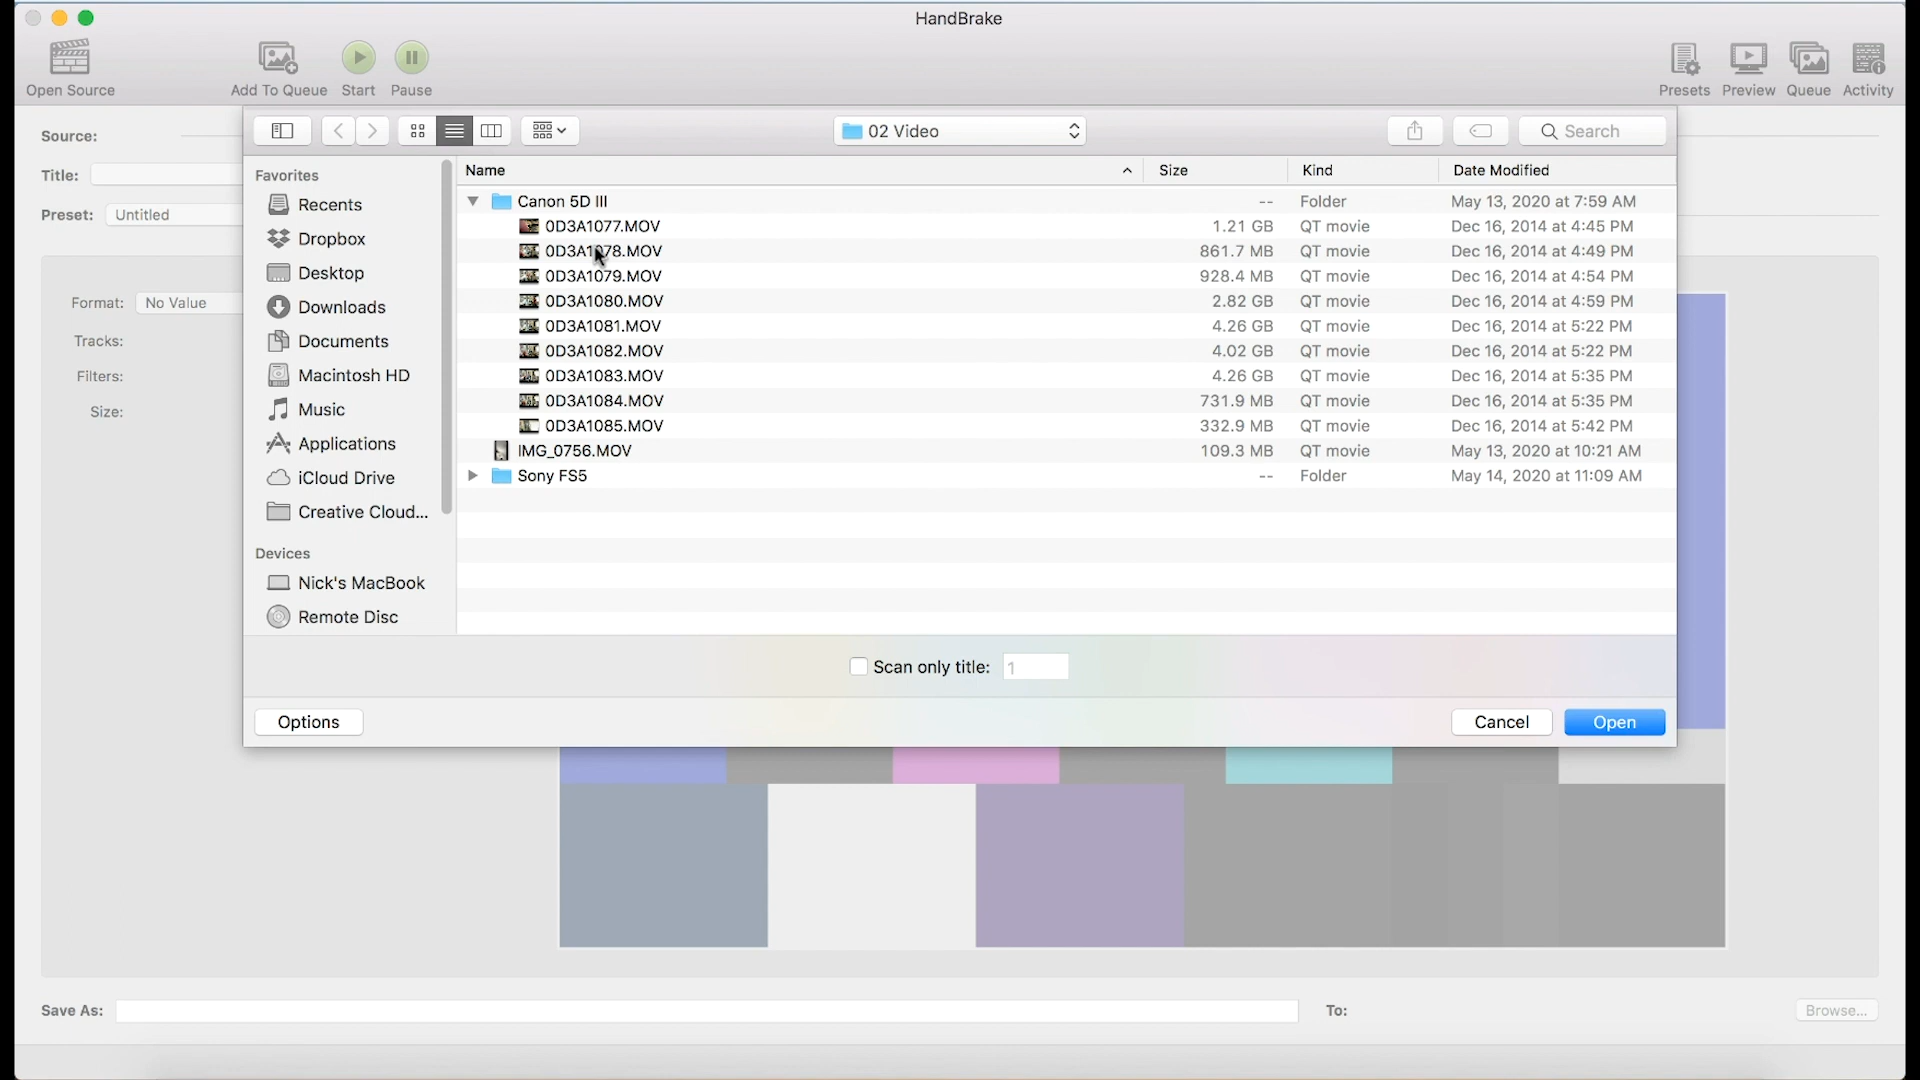 HandBrake
Open Source
Add To Queue
Start
Pause
Presets
Preview
Queue
Activity
Source:
Title:
Preset: Untitled
02 Video
Search
Favorites
Recents
Dropbox
Desktop
Downloads
Documents
Macintosh HD
Music
Applications
iCloud Drive
Creative Cloud...
Devices
Nick's MacBook
Remote Disc
Name Size Kind Date Modified
Canon 5D III -- Folder May 13, 2020 at 7:59 AM
0D3A1077.MOV 1.21 GB QT movie Dec 16, 2014 at 4:45 PM
0D3A1078.MOV 861.7 MB QT movie Dec 16, 2014 at 4:49 PM
0D3A1079.MOV 928.4 MB QT movie Dec 16, 2014 at 4:54 PM
0D3A1080.MOV 2.82 GB QT movie Dec 16, 2014 at 4:59 PM
0D3A1081.MOV 4.26 GB QT movie Dec 16, 2014 at 5:22 PM
0D3A1082.MOV 4.02 GB QT movie Dec 16, 2014 at 5:22 PM
0D3A1083.MOV 4.26 GB QT movie Dec 16, 2014 at 5:35 PM
0D3A1084.MOV 731.9 MB QT movie Dec 16, 2014 at 5:35 PM
0D3A1085.MOV 332.9 MB QT movie Dec 16, 2014 at 5:42 PM
IMG_0756.MOV 109.3 MB QT movie May 13, 2020 at 10:21 AM
Sony FS5 -- Folder May 14, 2020 at 11:09 AM
Format: No Value
Tracks:
Filters:
Size:
Scan only title: 1
Options
Cancel
Open
Save As:
To:
Browse...